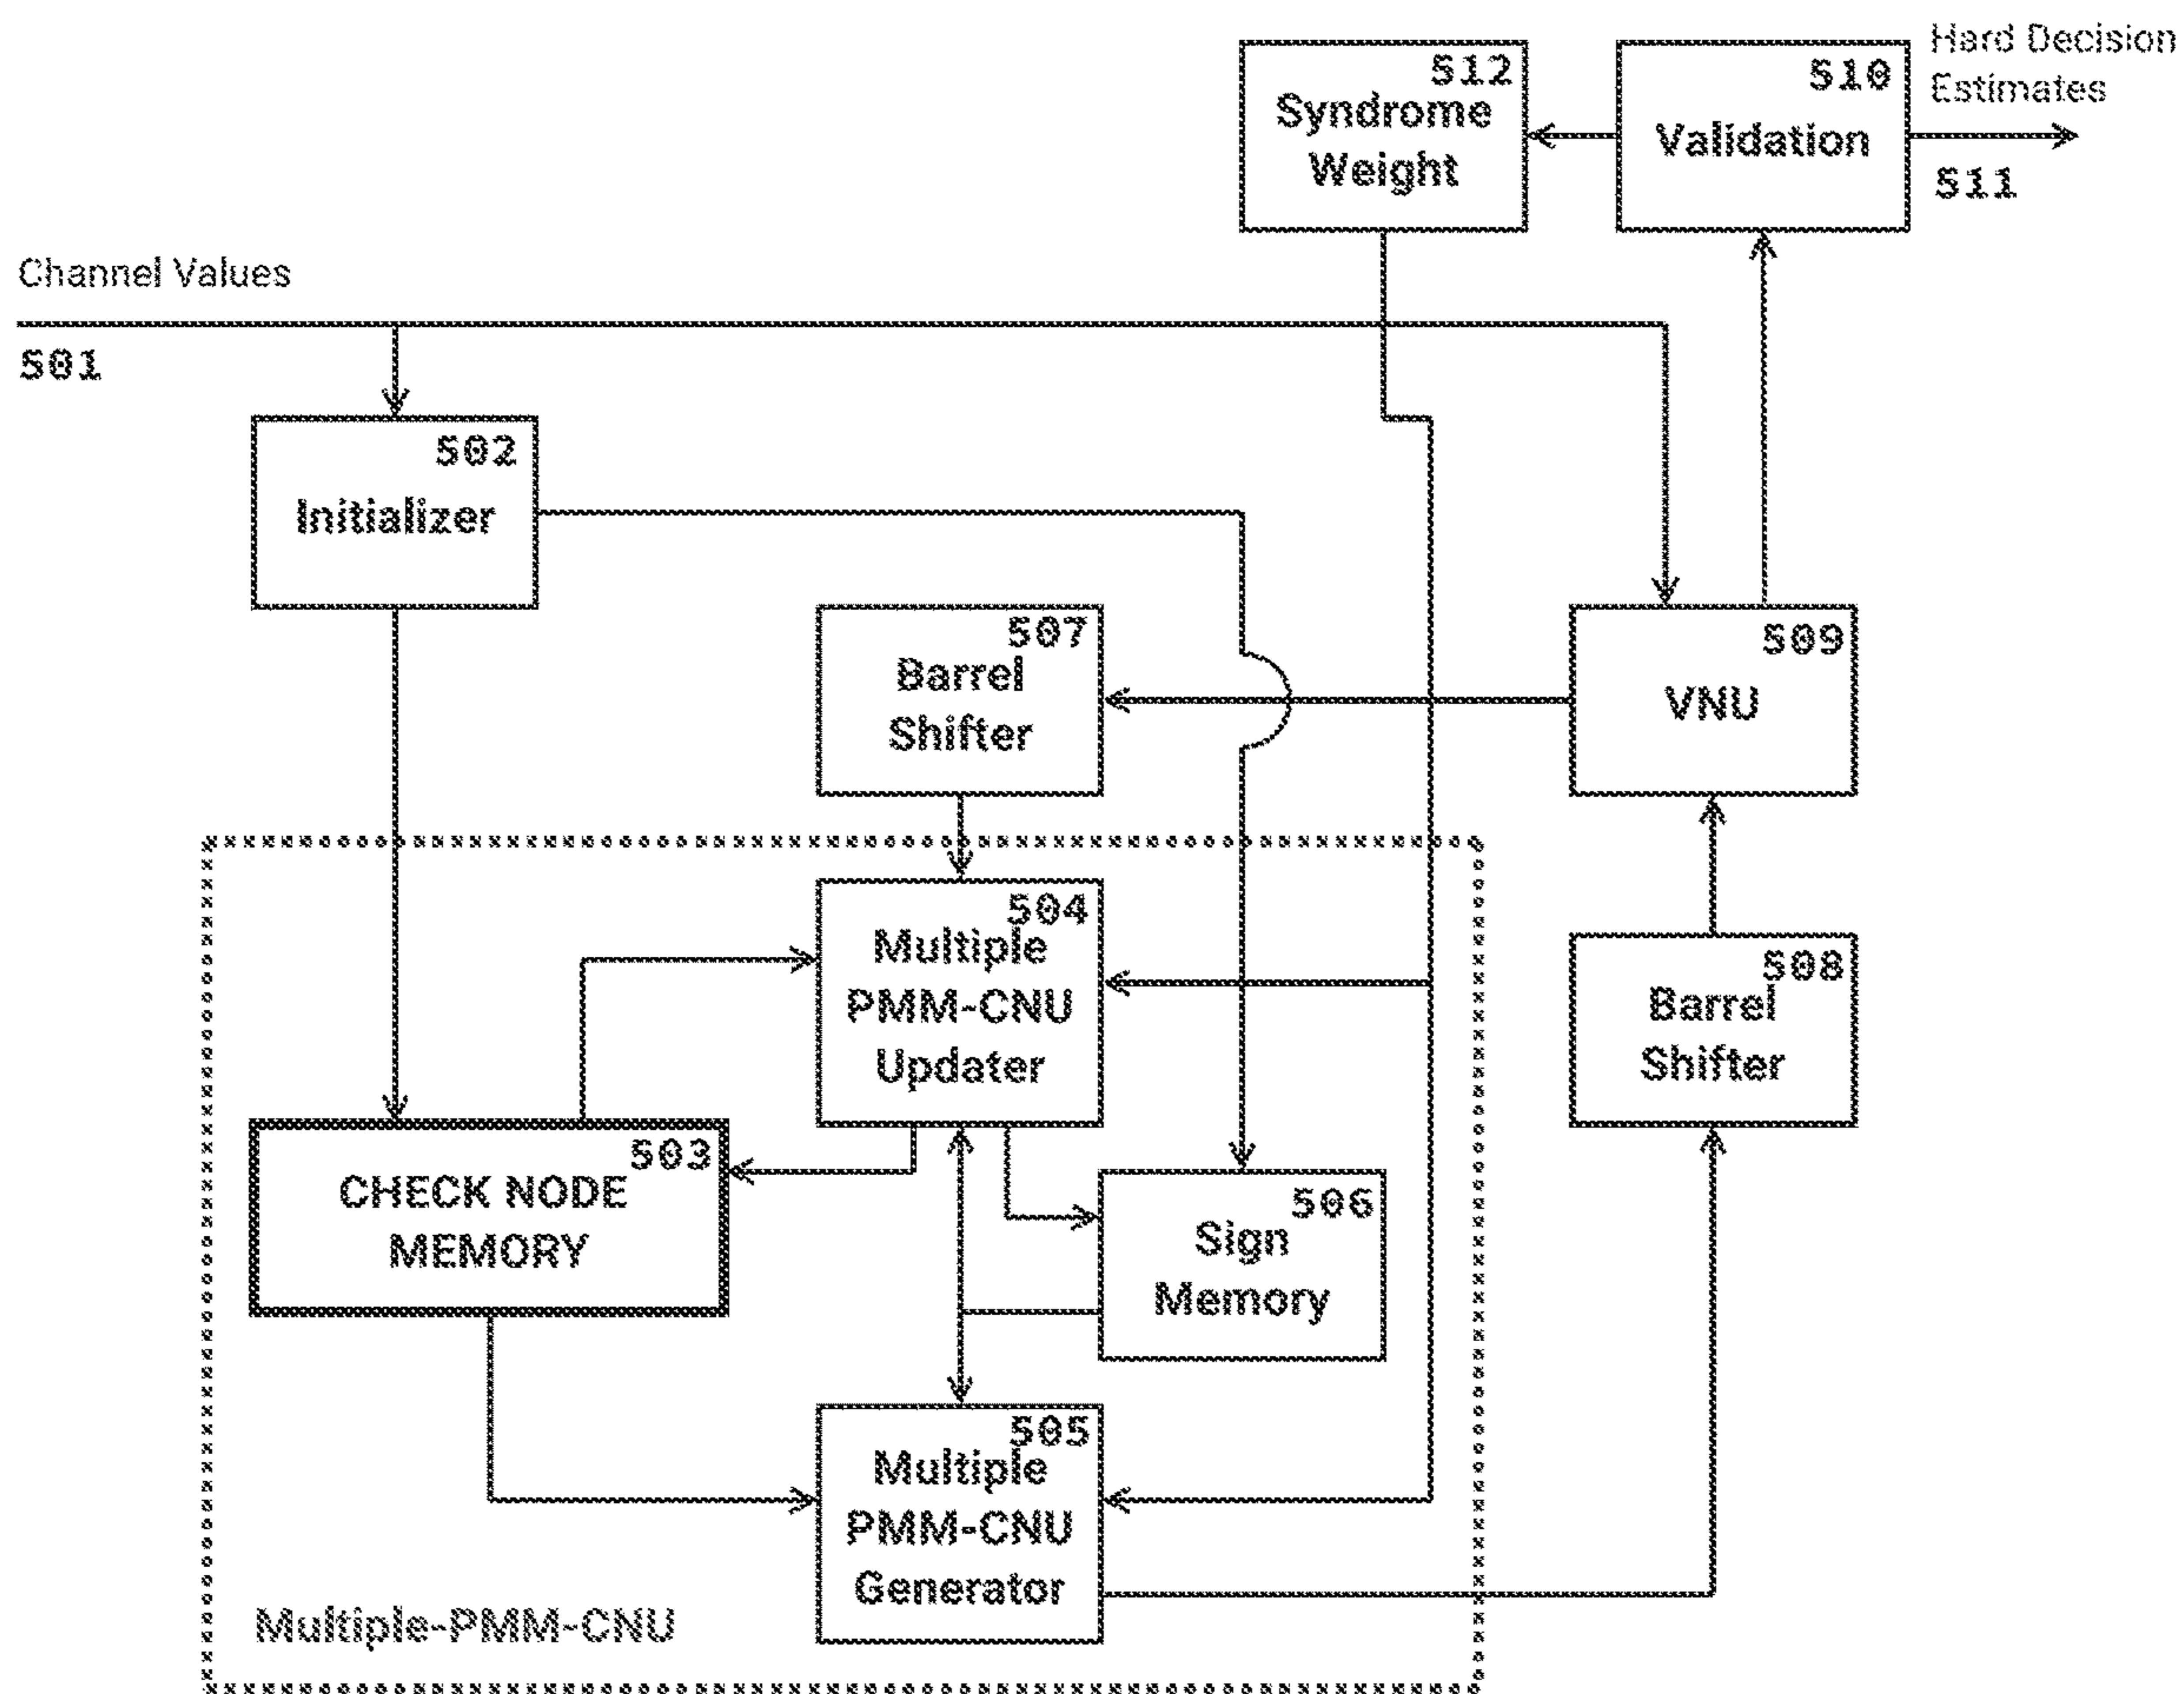 Hard Decision
Estimates
512
Syndrome
Weight
510
Validation
511
Channel Values
501
502
Initializer
507
Barrel
Shifter
509
VNU
504
Multiple
PMM-CNU
Updater
508
Barrel
Shifter
503
CHECK NODE
MEMORY
506
Sign
Memory
505
Multiple
PMM-CNU
Generator
Multiple-PMM-CNU